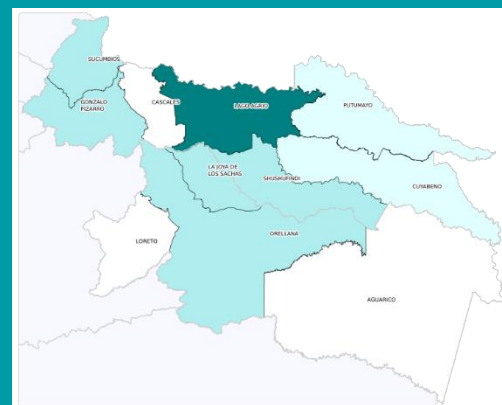 SUCUMBIOS
GONZALO
PIZARRO
CASCALES
LAGO AGRIO
PUTUMAYO
LA JOYA DE
LOS SACHAS
SHUSHUFINDI
CUYABENO
LORETO
ORELLANA
AGUARICO